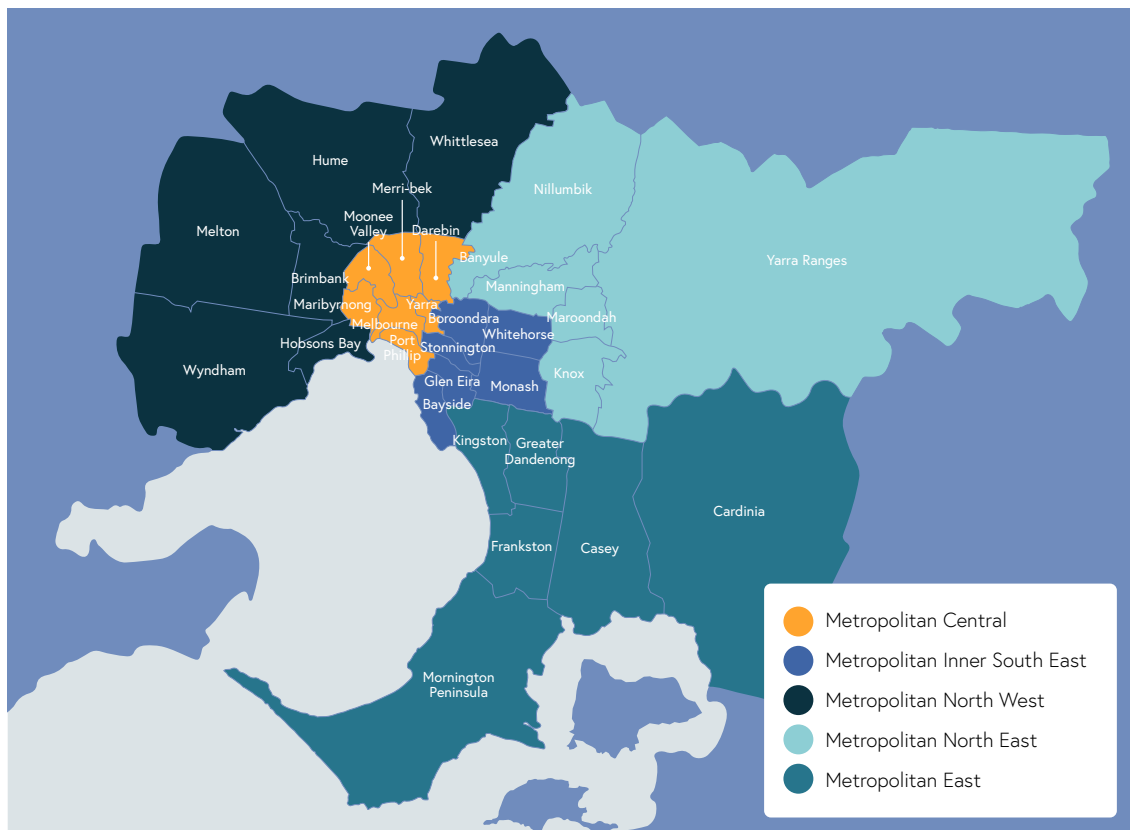 Whittlesea
Hume
Merri-bek
Nillumbik
Moonee
Valley
Darebin
Melton
Banyule
Yarra Ranges
Brimbank
Manningham
Maribyrnong
Yarra
Boroondara
Maroondah
Melbourne
Whitehorse
Hobsons Bay
Port
Phillip
Stonnington
Wyndham
Glen Eira
Monash
Knox
Bayside
Kingston
Greater
Dandenong
Cardinia
Frankston
Casey
Mornington
Peninsula
Metropolitan Central
Metropolitan Inner South East
Metropolitan North West
Metropolitan North East
Metropolitan East